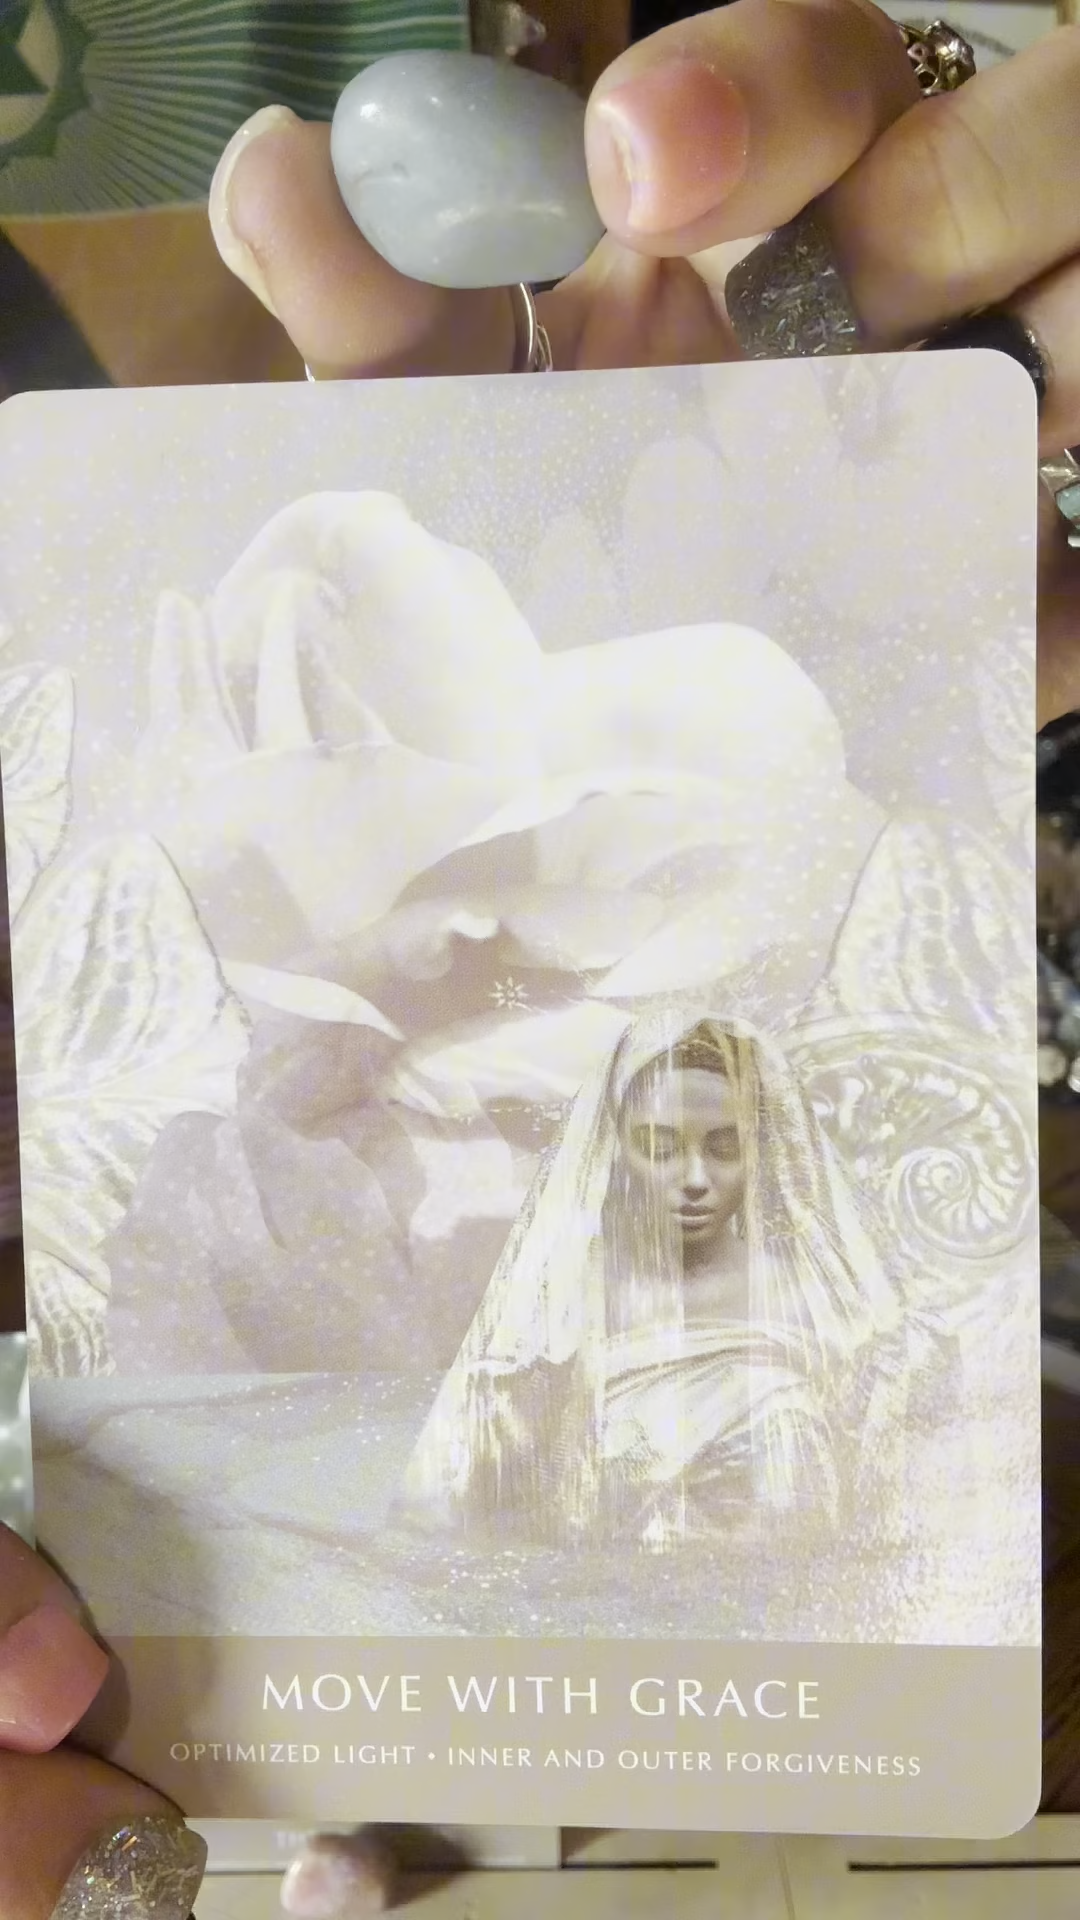 MOVE WITH GRACE
OPTIMIZED LIGHT • INNER AND OUTER FORGIVENESS